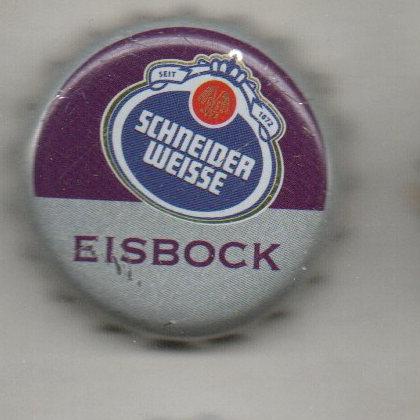 SEIT 1872
SCHNEIDER
WEISSE
EISBOCK